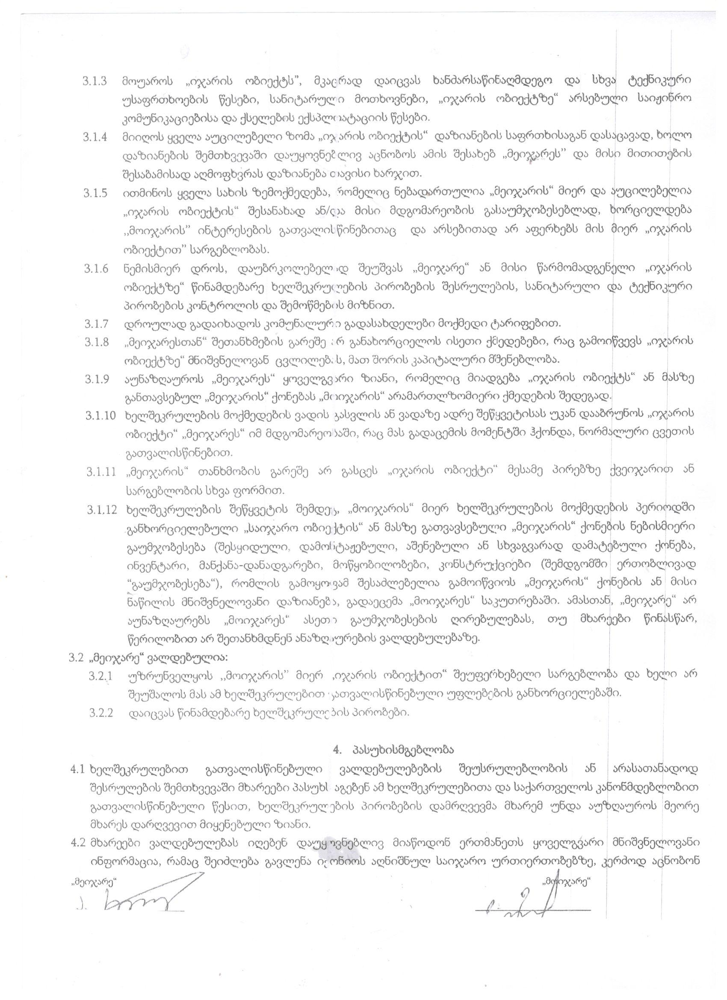 3.1.3 მოუაროს „იჯარის ობიექტს”, მკაცრად დაიცვას ხანძარსაწინაღმდეგო და სხვა ტექნიკური
უსაფრთხოების წესები, სანიტარული მოთხოვნები, „იჯარის ობიექტზე“ არსებული საიჟინრო
კომუნიკაციებისა და ქსელების ექსპლოატაციის წესები.
3.1.4 მიიღოს ყველა აუცილებელი ზომა „იჯარის ობიექტის“ დაზიანების საფრთხისაგან დასაცავად, ხოლო
დაზიანების შემთხვევაში დაუყოვნებლივ აცნობოს ამის შესახებ „მეიჯარეს” და მისი მითითების
შესაბამისად აღმოფხვრას დაზიანება თავისი ხარჯით.
3.1.5 ითმინოს ყველა სახის ზემოქმედება, რომელიც ნებადართულია „მეიჯარის“ მიერ და აუცილებელია
„იჯარის ობიექტის“ შესანახად ან/და მისი მდგომარეობის გასაუმჯობესებლად, ხორციელდება
,,მოიჯარის” ინტერესების გათვალისწინებითაც და არსებითად არ აფერხებს მის მიერ „იჯარის
ობიექტით” სარგებლობას.
3.1.6 ნემისმიერ დროს, დაუბრკოლებელად შეუშვას „მეიჯარე“ ან მისი წარმომადგენელი „იჯარის
ობიექტზე“ წინამდებარე ხელშეკრულების პირობების შესრულების, სანიტარული და ტექნიკური
პირობების კონტროლის და შემოწმების მიზნით.
3.1.7 დროულად გადაიხადოს კომუნალური გადასახდელები მოქმედი ტარიფებით.
3.1.8 „მეიჯარესთან“ შეთანხმების გარეშე არ განახორციელოს ისეთი ქმედებები, რაც გამოიწვევს „იჯარის
ობიექტზე“ მნიშვნელოვან ცვლილებას, მათ შორის კაპიტალური მშენებლობა.
3.1.9 აუნაზღაუროს „მეიჯარეს“ ყოველგვარი ზიანი, რომელიც მიადგება „იჯარის ობიექტს“ ან მასზე
განთავსებულ „მეიჯარის“ ქონებას „მოიჯარის“ არამართლზომიერი ქმედების შედეგად.
3.1.10 ხელშეკრულების მოქმედების ვადის გასვლის ან ვადაზე ადრე შეწყვეტისას უკან დააბრუნოს „იჯარის
ობიექტი“ „მეიჯარეს“ იმ მდგომარეობაში, რაც მას გადაცემის მომენტში ჰქონდა, ნორმალური ცვეთის
გათვალისწინებით.
3.1.11 „მეიჯარის“ თანხმობის გარეშე არ გასცეს „იჯარის ობიექტი“ მესამე პირებზე ქვეიჯარით ან
სარგებლობის სხვა ფორმით.
3.1.12 ხელშეკრულების შეწყვეტის შემდეგ, „მოიჯარის“ მიერ ხელშეკრულების მოქმედების პერიოდში
განხორციელებული „საიჯარო ობიექტის“ ან მასზე გათვავსებული „მეიჯარის“ ქონების ნებისმიერი
გაუმჯობესება (შესყიდული, დამონტაჟებული, აშენებული ან სხვაგვარად დამატებული ქონება,
ინვენტარი, მანქანა-დანადგარები, მოწყობილობები, კონსტრუქციები (შემდგომში ერთობლივად
“გაუმჯობესება“), რომლის გამოყოფამ შესაძლებელია გამოიწვიოს „მეიჯარის“ ქონების ან მისი
ნაწილის მნიშვნელოვანი დაზიანება, გადაეცემა „მოიჯარეს“ საკუთრებაში. ამასთან, „მეიჯარე“ არ
აუნაზღაურებს „მოიჯარეს“ ასეთი გაუმჯობესების ღირებულებას, თუ მხარეები წინასწარ,
წერილობით არ შეთანხმდნენ ანაზღაურების ვალდებულებაზე.
3.2 „მეიჯარე“ ვალდებულია:
3.2.1 უზრუნველყოს ,,მოიჯარის” მიერ „იჯარის ობიექტით“ შეუფერხებელი სარგებლობა და ხელი არ
შეუშალოს მას ამ ხელშეკრულებით გათვალისწინებული უფლებების განხორციელებაში.
3.2.2 დაიცვას წინამდებარე ხელშეკრულების პირობები.
4. პასუხისმგებლობა
4.1 ხელშეკრულებით გათვალისწინებული ვალდებულებების შეუსრულებლობის ან არასათანადოდ
შესრულების შემთხვევაში მხარეები პასუხს აგებენ ამ ხელშეკრულებითა და საქართველოს კანონმდებლობით
გათვალისწინებული წესით, ხელშეკრულების პირობების დამრღვევმა მხარემ უნდა აუზღაუროს მეორე
მხარეს დარღვევით მიყენებული ზიანი.
4.2 მხარეები ვალდებულებას იღებენ დაუყოვნებლივ მიაწოდონ ერთმანეთს ყოველგვარი მნიშვნელოვანი
ინფორმაცია, რამაც შეიძლება გავლენა იქონიოს აღნიშნულ საიჯარო ურთიერთობებზე, კერძოდ აცნობონ
„მეიჯარე“ „მოიჯარე“